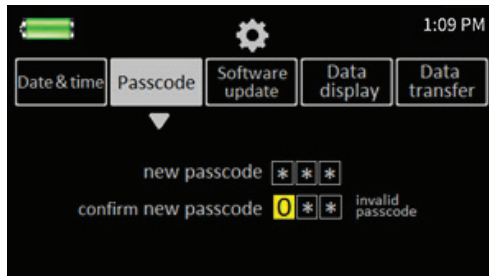 1:09 PM
Date & time Passcode Software update Data display Data transfer
new passcode * * *
confirm new passcode 0 * * invalid passcode